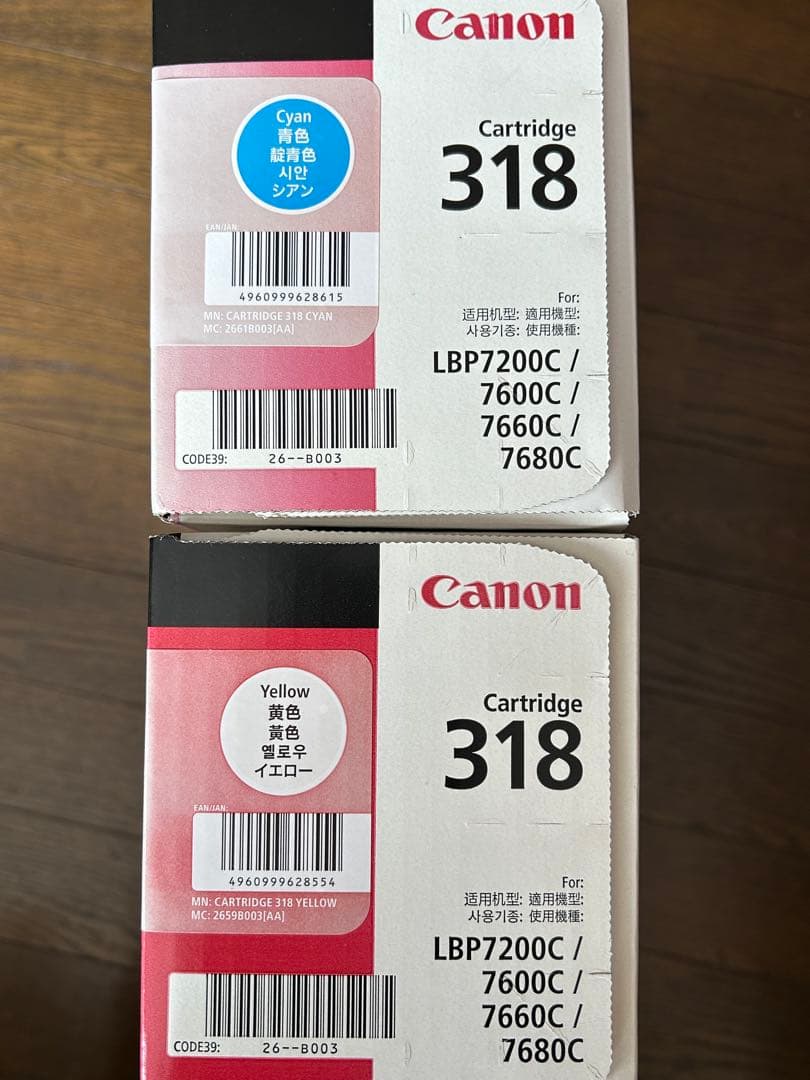 Canon
Cyan
青色
靛青色
시안
シアン
Cartridge
318
EAN/JAN:
4960999628615
MN: CARTRIDGE 318 CYAN
MC: 2661B003[AA]
For:
适用机型: 適用機型:
사용기종: 使用機種:
LBP7200C /
7600C /
7660C /
7680C
CODE39:
26--B003
Canon
Yellow
黄色
黃色
옐로우
イエロー
Cartridge
318
EAN/JAN:
4960999628554
MN: CARTRIDGE 318 YELLOW
MC: 2659B003[AA]
For:
适用机型: 適用機型:
사용기종: 使用機種:
LBP7200C /
7600C /
7660C /
7680C
CODE39:
26--B003